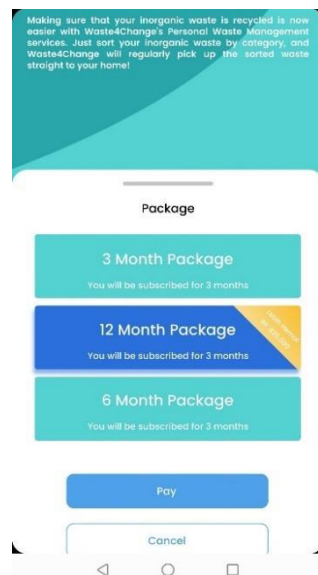 Making sure that your inorganic waste is recycled is now
easier with Waste4Change's Personal Waste Management
services. Just sort your inorganic waste by category, and
Waste4Change will regularly pick up the sorted waste
straight to your home!
Package
3 Month Package
You will be subscribed for 3 months
12 Month Package
You will be subscribed for 3 months
6 Month Package
You will be subscribed for 3 months
Pay
Cancel